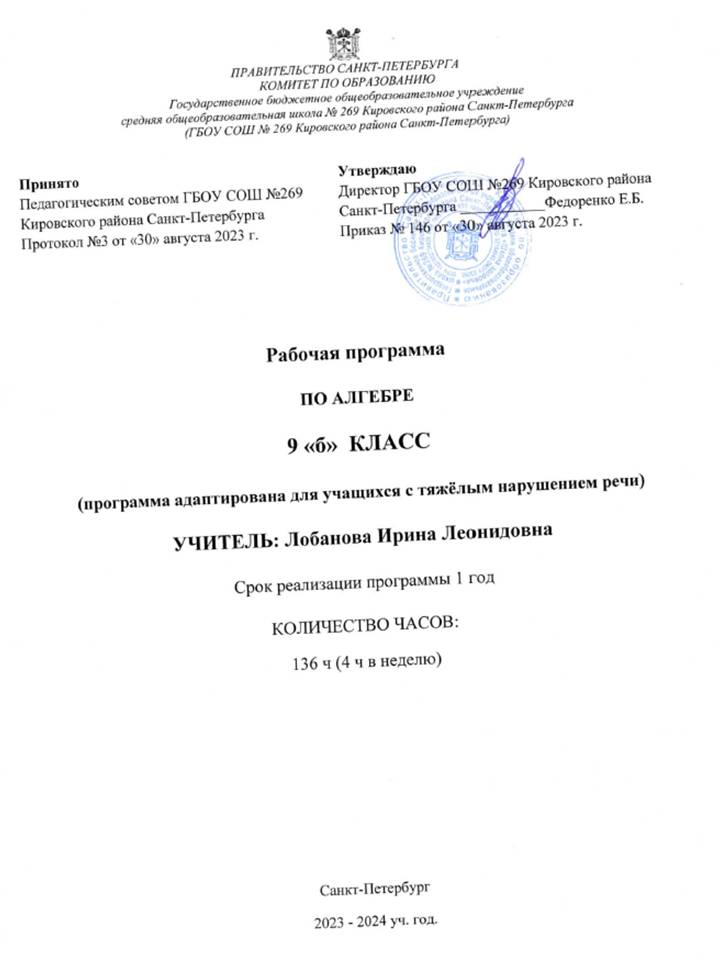 ПРАВИТЕЛЬСТВО САНКТ-ПЕТЕРБУРГА
КОМИТЕТ ПО ОБРАЗОВАНИЮ
Государственное бюджетное общеобразовательное учреждение
средняя общеобразовательная школа № 269 Кировского района Санкт-Петербурга
(ГБОУ СОШ № 269 Кировского района Санкт-Петербурга)
Принято
Педагогическим советом ГБОУ СОШ №269
Кировского района Санкт-Петербурга
Протокол №3 от «30» августа 2023 г.
Утверждаю
Директор ГБОУ СОШ №269 Кировского района
Санкт-Петербурга ____________Федоренко Е.Б.
Приказ № 146 от «30» августа 2023 г.
Рабочая программа
ПО АЛГЕБРЕ
9 «б» КЛАСС
(программа адаптирована для учащихся с тяжёлым нарушением речи)
УЧИТЕЛЬ: Лобанова Ирина Леонидовна
Срок реализации программы 1 год
КОЛИЧЕСТВО ЧАСОВ:
136 ч (4 ч в неделю)
Санкт-Петербург
2023 - 2024 уч. год.